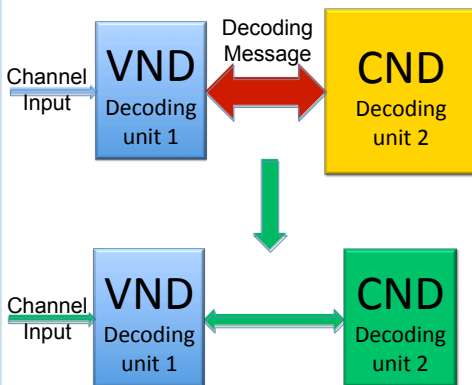 Channel
Input
VND
Decoding
unit 1
Decoding
Message
CND
Decoding
unit 2
Channel
Input
VND
Decoding
unit 1
CND
Decoding
unit 2